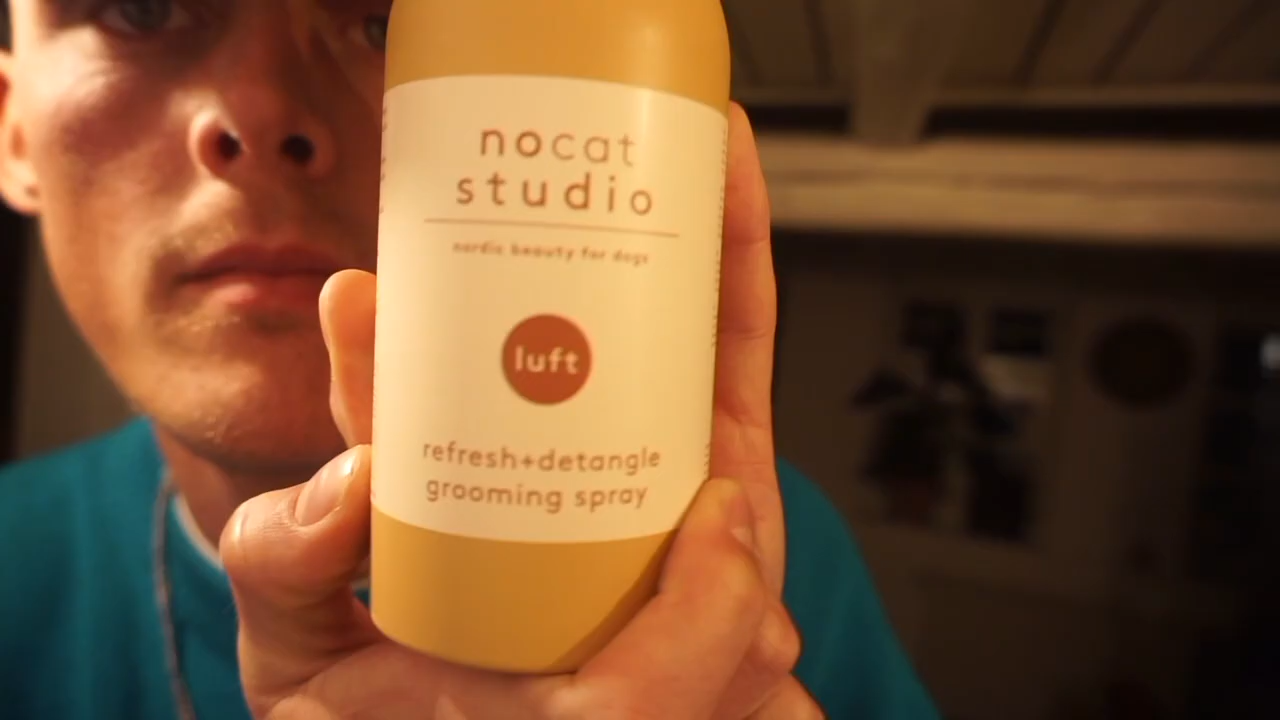 nocat
studio
nordic beauty for dogs
luft
refresh+detangle
grooming spray